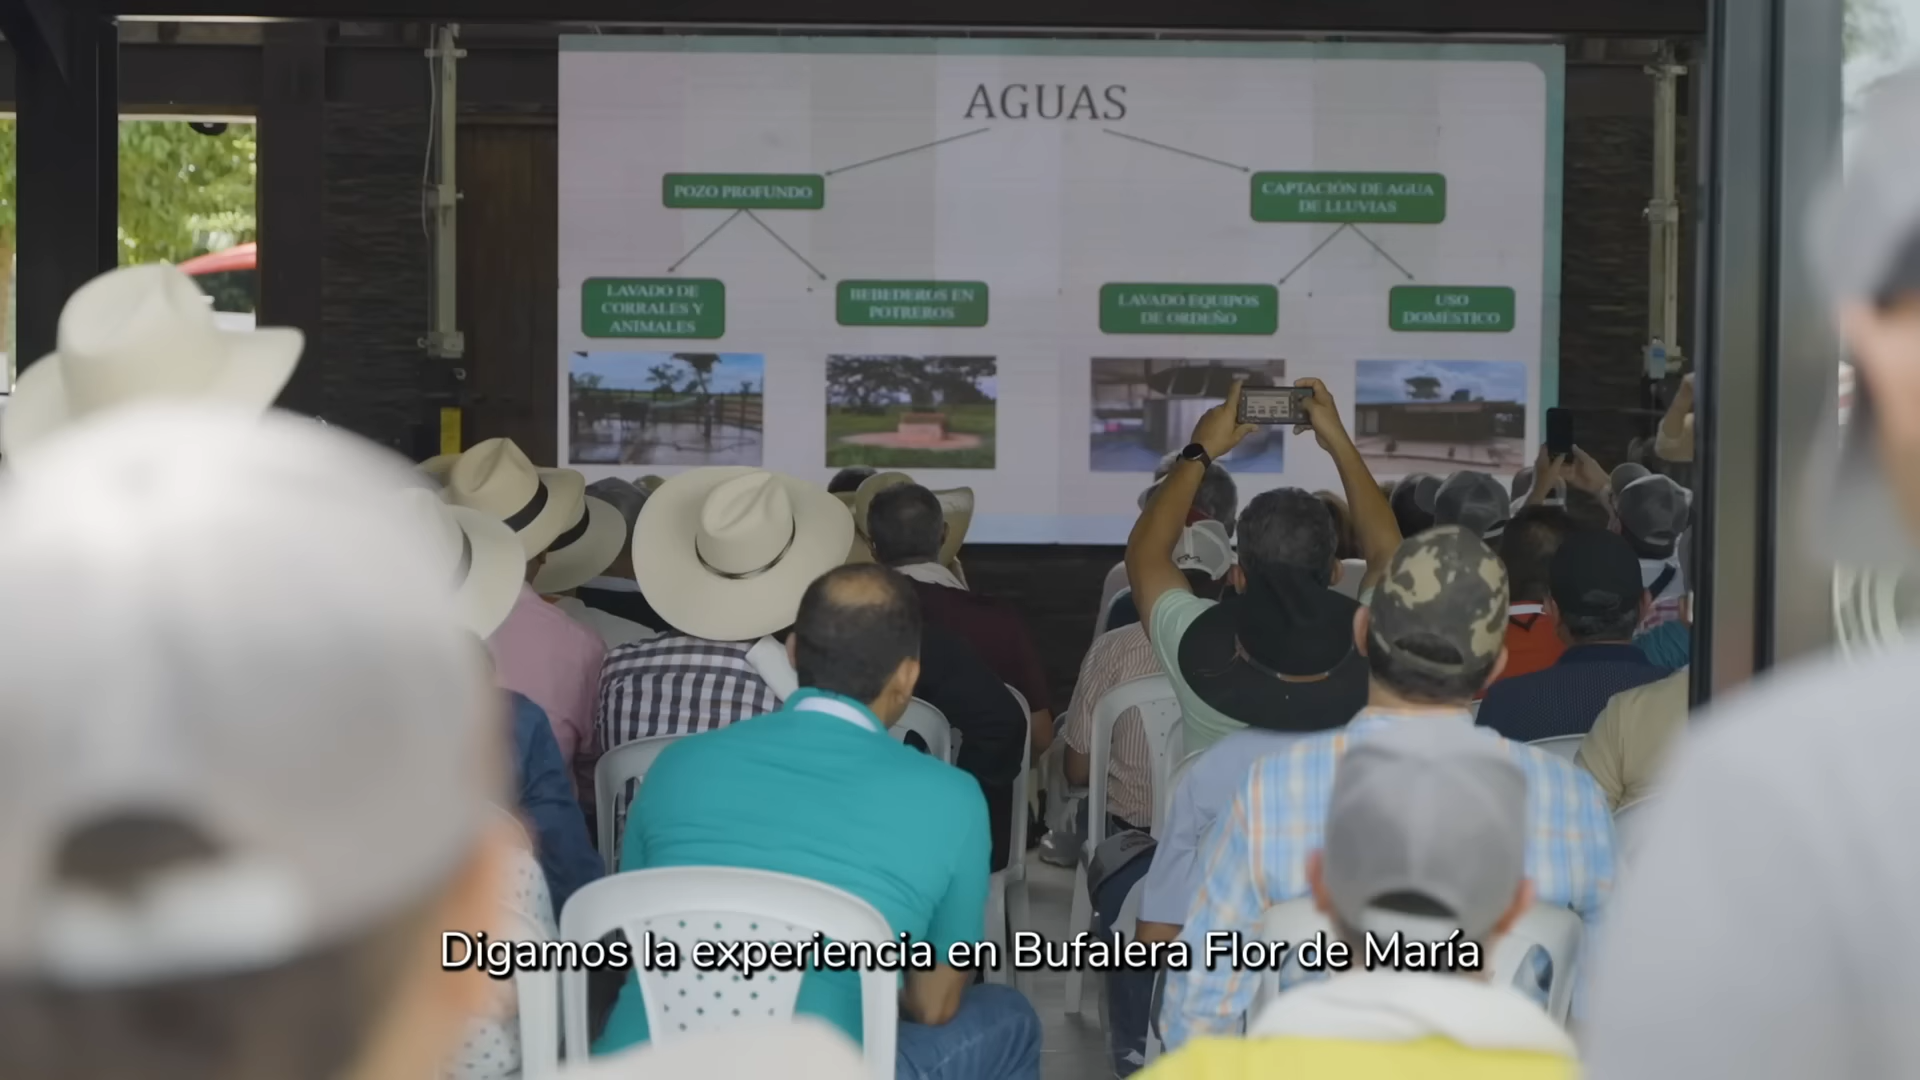 AGUAS
POZO PROFUNDO
CAPTACIÓN DE AGUA
DE LLUVIAS
LAVADO DE
CORRALES Y
ANIMALES
BEBEDEROS EN
POTREROS
LAVADO EQUIPOS
DE ORDEÑO
USO
DOMÉSTICO
Digamos la experiencia en Bufalera Flor de María